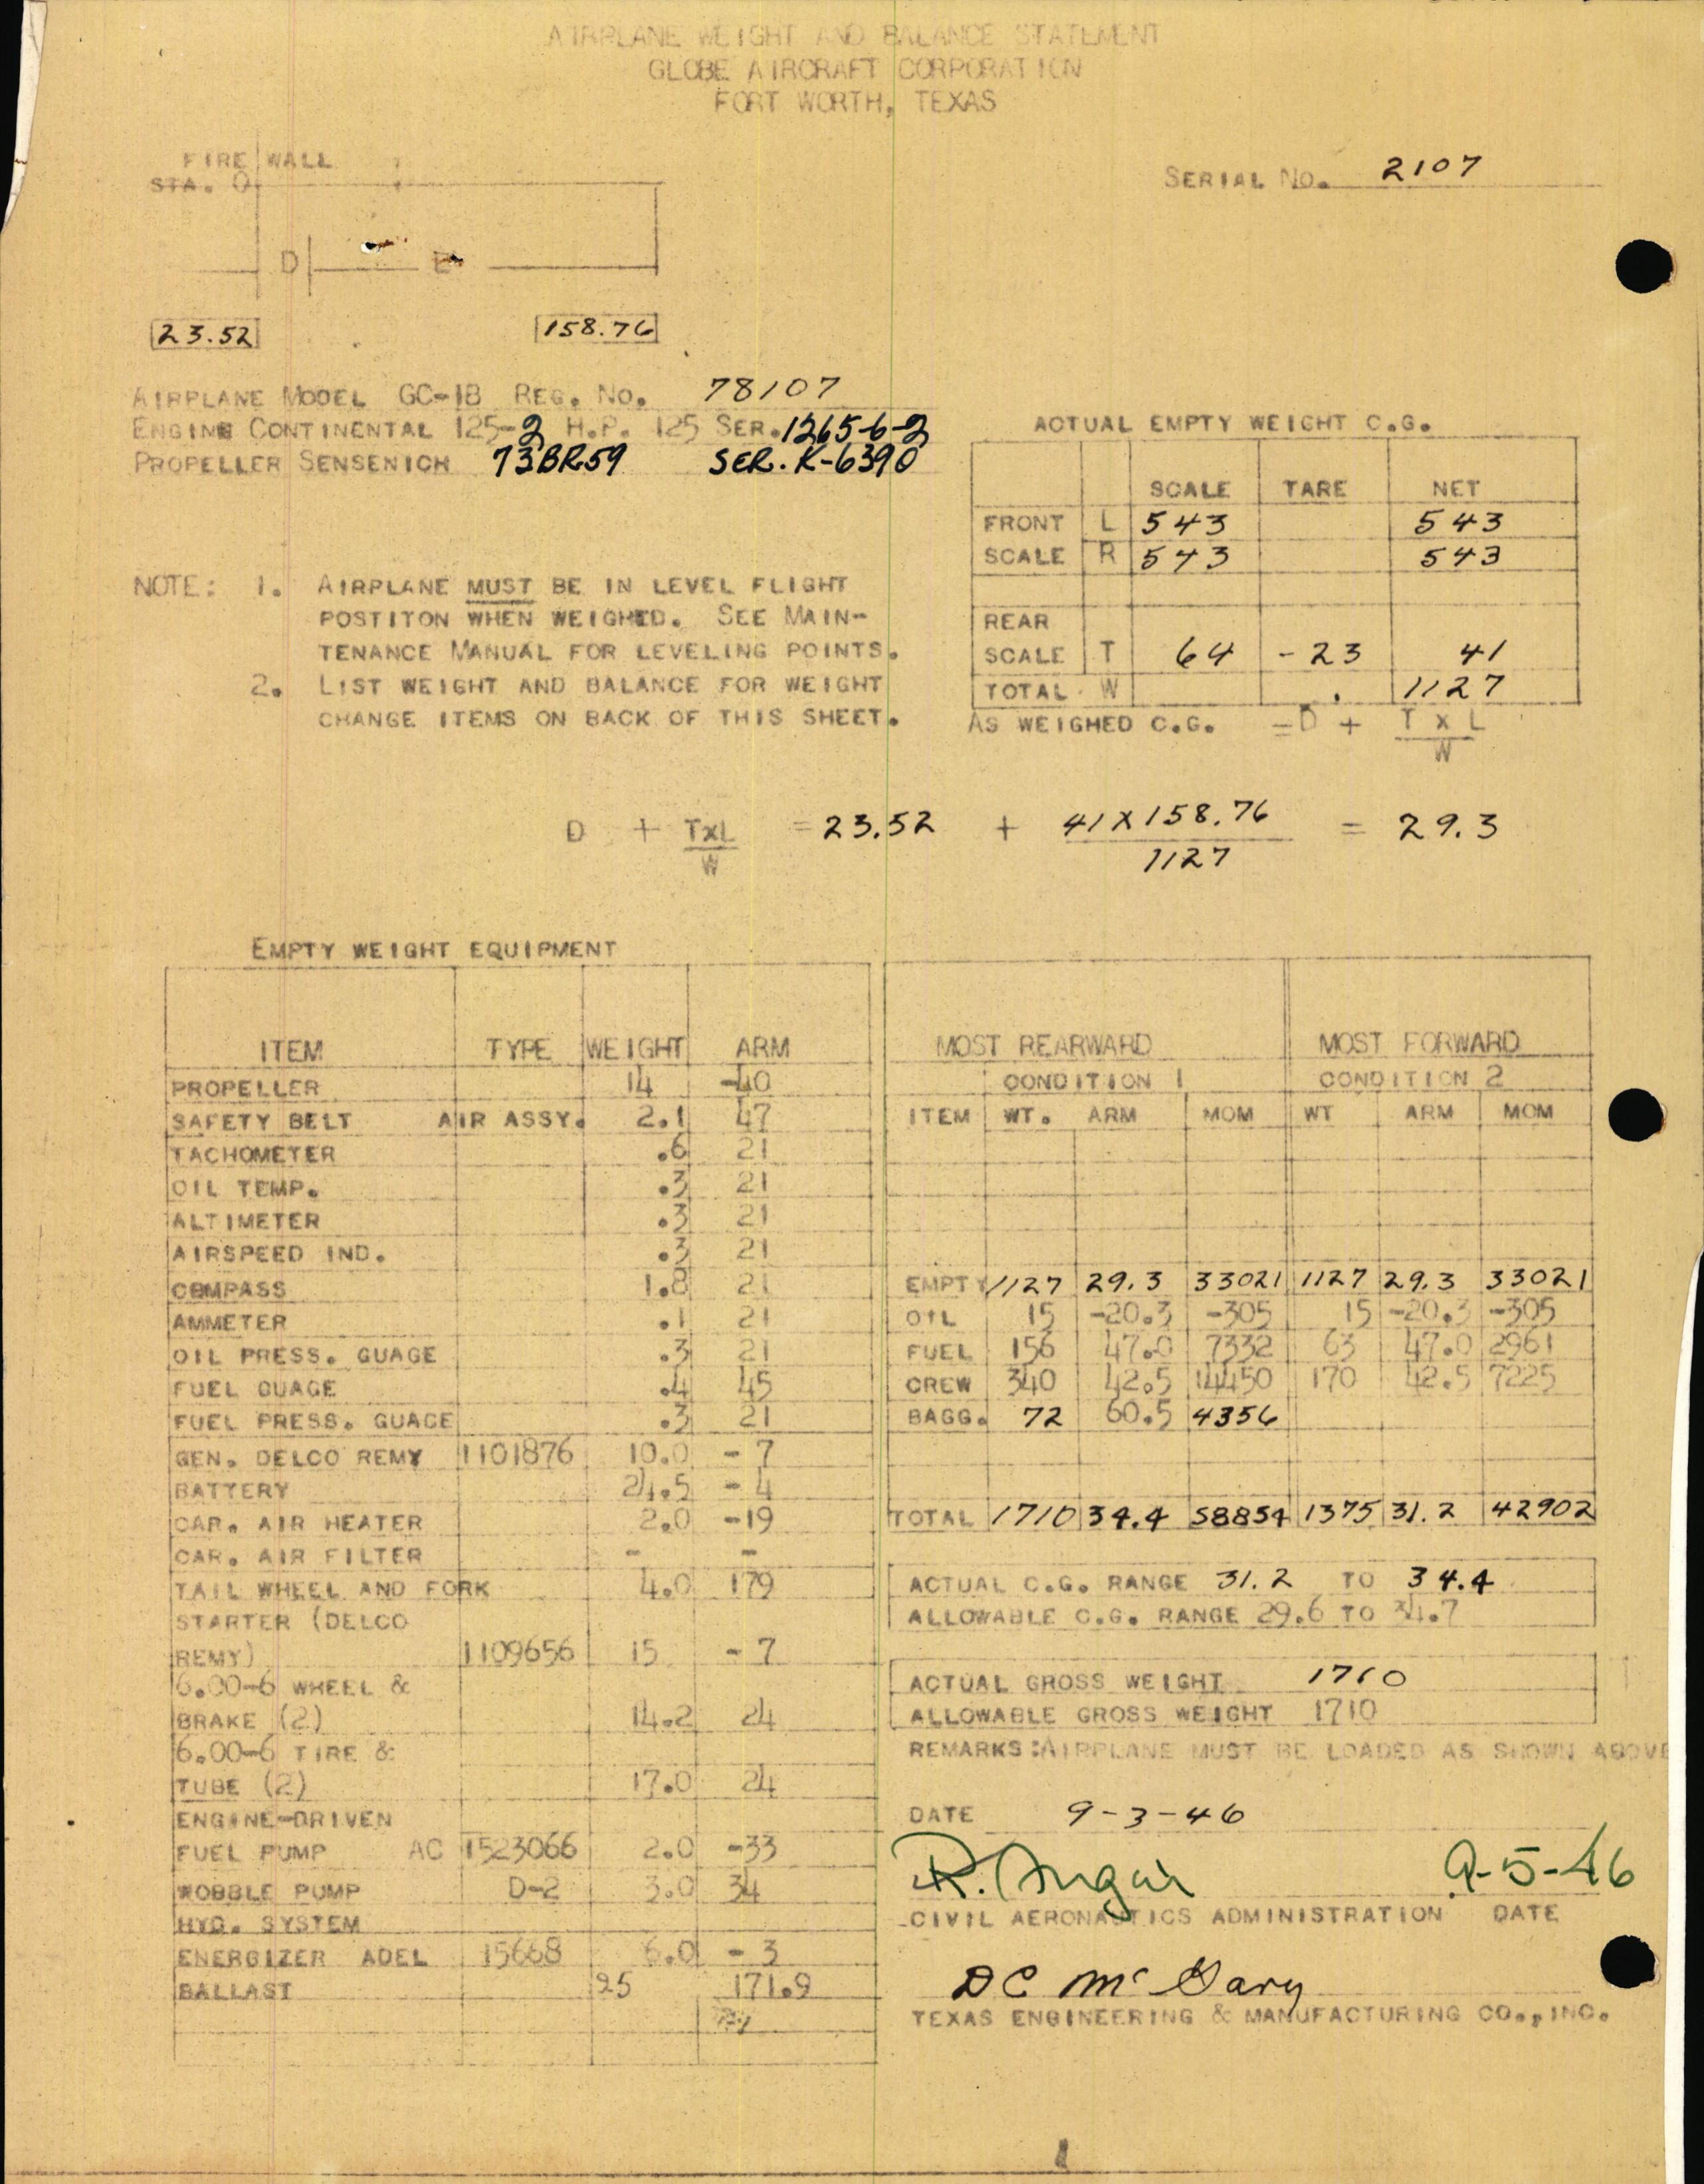 AIRPLANE WEIGHT AND BALANCE STATEMENT
GLOBE AIRCRAFT CORPORATION
FORT WORTH, TEXAS
FIRE WALL
STA. O
SERIAL NO. 2107
D E
23.52 158.76
AIRPLANE MODEL GC-1B REG. NO. 78107
ENGINE CONTINENTAL 125-2 H.P. 125 SER. 1265-6-2
PROPELLER SENSENICH 73BR59 SER. K-6390
ACTUAL EMPTY WEIGHT C.G.
SCALE TARE NET
FRONT L 543 543
SCALE R 543 543
REAR
SCALE T 64 -23 41
TOTAL W 1127
AS WEIGHED C.G. = D + T x L
W
NOTE: 1. AIRPLANE MUST BE IN LEVEL FLIGHT
POSTITON WHEN WEIGHED. SEE MAIN-
TENANCE MANUAL FOR LEVELING POINTS.
2. LIST WEIGHT AND BALANCE FOR WEIGHT
CHANGE ITEMS ON BACK OF THIS SHEET.
D + TxL = 23.52 + 41 X 158.76 = 29.3
W 1127
EMPTY WEIGHT EQUIPMENT
ITEM TYPE WEIGHT ARM
PROPELLER 14 -40
SAFETY BELT AIR ASSY. 2.1 47
TACHOMETER .6 21
OIL TEMP. .3 21
ALTIMETER .3 21
AIRSPEED IND. .3 21
COMPASS 1.8 21
AMMETER .1 21
OIL PRESS. GUAGE .3 21
FUEL GUAGE .4 45
FUEL PRESS. GUAGE .3 21
GEN. DELCO REMY 1101876 10.0 - 7
BATTERY 24.5 - 4
CAR. AIR HEATER 2.0 -19
CAR. AIR FILTER - -
TAIL WHEEL AND FORK 4.0 179
STARTER (DELCO
REMY) 1109656 15 - 7
6.00-6 WHEEL &
BRAKE (2) 14.2 24
6.00-6 TIRE &
TUBE (2) 17.0 24
ENGINE-DRIVEN
FUEL PUMP AC 1523066 2.0 -33
WOBBLE PUMP D-2 3.0 34
HYD. SYSTEM
ENERGIZER ADEL 15668 6.0 - 3
BALLAST 25 171.9
MOST REARWARD MOST FORWARD
CONDITION 1 CONDITION 2
ITEM WT. ARM MOM WT ARM MOM
EMPTY 1127 29.3 33021 1127 29.3 33021
OIL 15 -20.3 -305 15 -20.3 -305
FUEL 156 47.0 7332 63 47.0 2961
CREW 340 42.5 14450 170 42.5 7225
BAGG. 72 60.5 4356
TOTAL 1710 34.4 58854 1375 31.2 42902
ACTUAL C.G. RANGE 31.2 TO 34.4
ALLOWABLE C.G. RANGE 29.6 TO 34.7
ACTUAL GROSS WEIGHT 1710
ALLOWABLE GROSS WEIGHT 1710
REMARKS: AIRPLANE MUST BE LOADED AS SHOWN ABOVE
DATE 9-3-46
R. 9-5-46
CIVIL AERONAUTICS ADMINISTRATION DATE
DC McGary
TEXAS ENGINEERING & MANUFACTURING CO., INC.